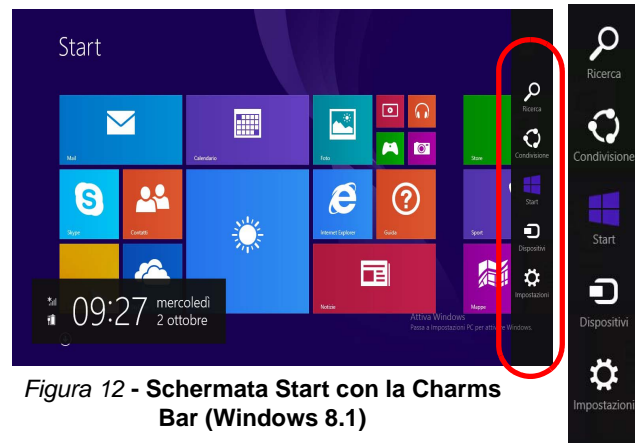 Start
Mail
Calendario
Foto
Store
Skype
Contatti
Internet Explorer
Guida
Sport
Notizie
Mappe
09:27
mercoledì
2 ottobre
Attiva Windows
Passa a Impostazioni PC per attivare Windows.
Ricerca
Condivisione
Start
Dispositivi
Impostazioni
Ricerca
Condivisione
Start
Dispositivi
Impostazioni
Figura 12 - Schermata Start con la Charms
Bar (Windows 8.1)